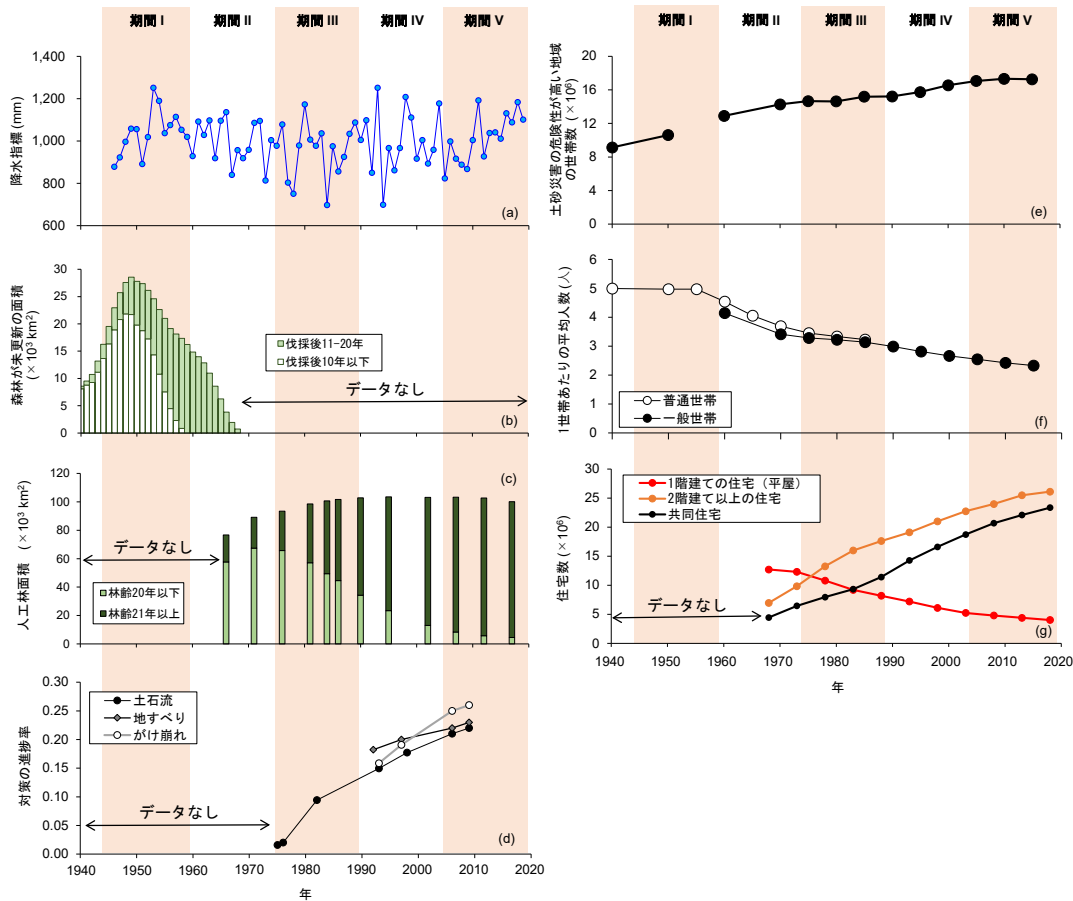 期間 I 期間 II 期間 III 期間 IV 期間 V
降水指標 (mm)
1,400
1,200
1,000
800
600
(a)
森林が未更新の面積
(×10³ km²)
30
25
20
15
10
5
0
伐採後11-20年
伐採後10年以下
データなし
(b)
人工林面積 (×10³ km²)
120
100
80
60
40
20
0
(c)
データなし
林齢20年以下
林齢21年以上
対策の進捗率
0.30
0.25
0.20
0.15
0.10
0.05
0.00
土石流
地すべり
がけ崩れ
データなし
(d)
1940 1950 1960 1970 1980 1990 2000 2010 2020
年
期間 I 期間 II 期間 III 期間 IV 期間 V
土砂災害の危険性が高い地域
の世帯数 (×10⁶)
20
16
12
8
4
0
(e)
1世帯あたりの平均人数 (人)
6
5
4
3
2
1
0
普通世帯
一般世帯
(f)
住宅数 (×10⁶)
30
25
20
15
10
5
0
1階建ての住宅（平屋）
2階建て以上の住宅
共同住宅
データなし
(g)
1940 1950 1960 1970 1980 1990 2000 2010 2020
年